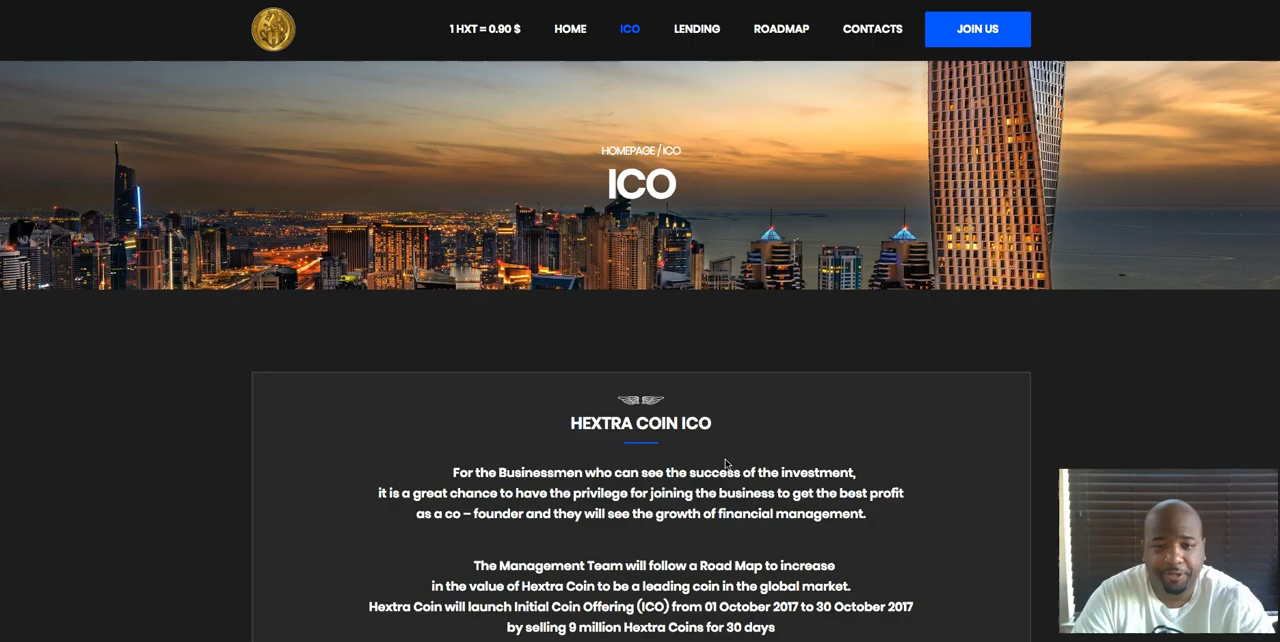 1 HXT = 0.90 $ HOME ICO LENDING ROADMAP CONTACTS JOIN US
HOMEPAGE / ICO
ICO
HEXTRA COIN ICO
For the Businessmen who can see the success of the investment,
it is a great chance to have the privilege for joining the business to get the best profit
as a co – founder and they will see the growth of financial management.
The Management Team will follow a Road Map to increase
in the value of Hextra Coin to be a leading coin in the global market.
Hextra Coin will launch Initial Coin Offering (ICO) from 01 October 2017 to 30 October 2017
by selling 9 million Hextra Coins for 30 days